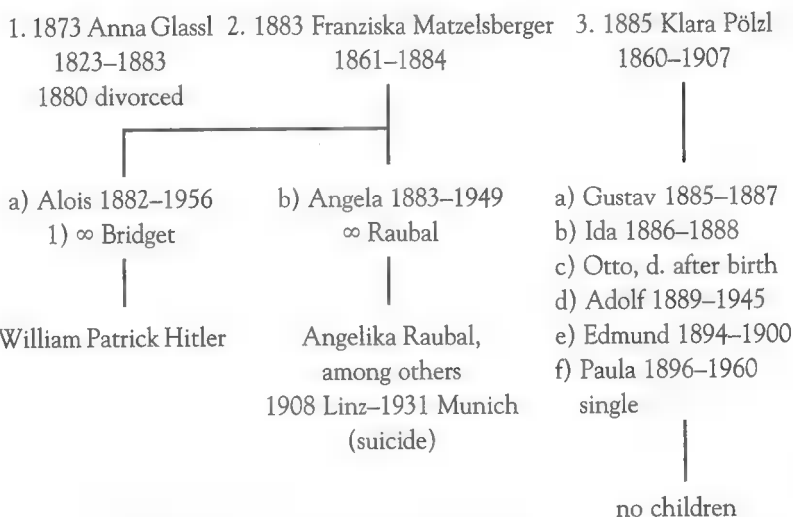 1. 1873 Anna Glassl 2. 1883 Franziska Matzelsberger 3. 1885 Klara Pölzl
1823–1883 1861–1884 1860–1907
1880 divorced
a) Alois 1882–1956 b) Angela 1883–1949 a) Gustav 1885–1887
1) ∞ Bridget ∞ Raubal b) Ida 1886–1888
c) Otto, d. after birth
d) Adolf 1889–1945
William Patrick Hitler Angelika Raubal, e) Edmund 1894–1900
among others f) Paula 1896–1960
1908 Linz–1931 Munich single
(suicide)
no children